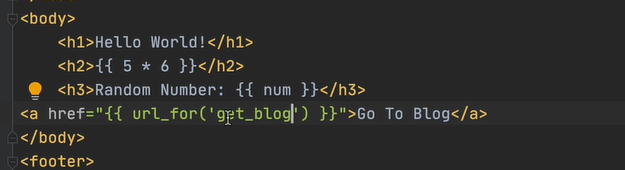 <body>
<h1>Hello World!</h1>
<h2>{{ 5 * 6 }}</h2>
<h3>Random Number: {{ num }}</h3>
<a href="{{ url_for('get_blog') }}">Go To Blog</a>
</body>
<footer>